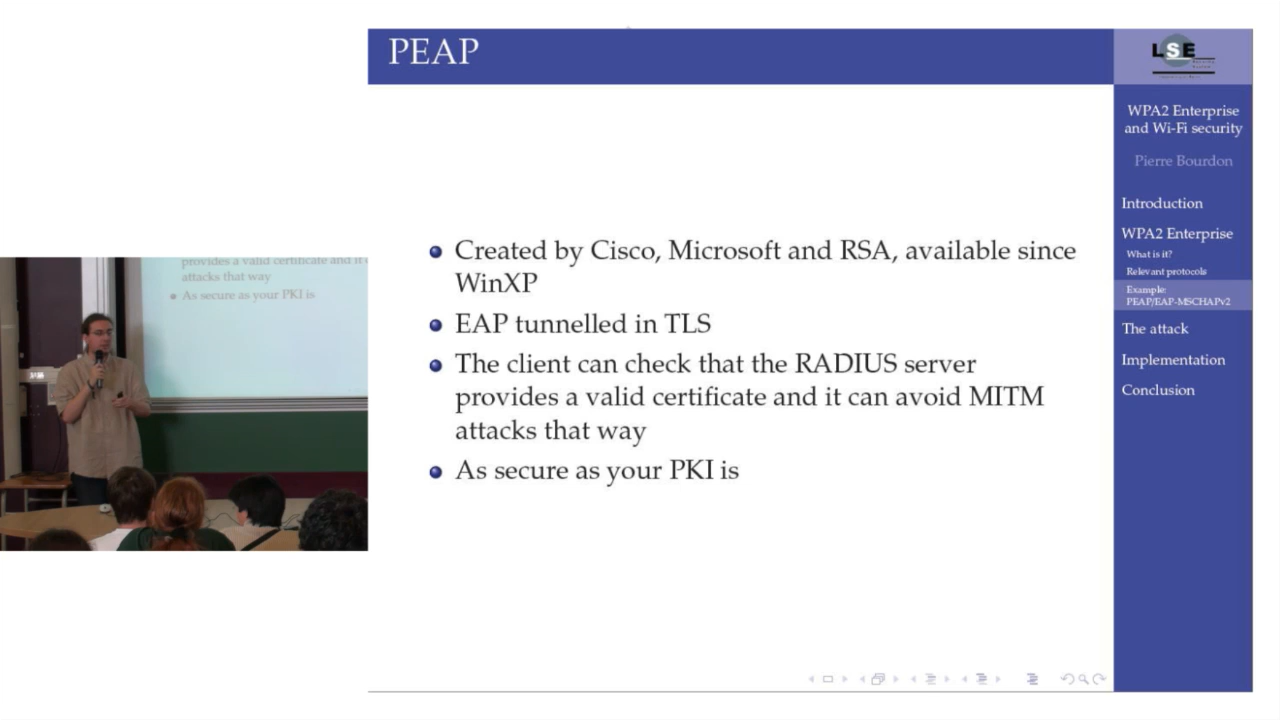 PEAP
LSE
WPA2 Enterprise
and Wi-Fi security
Pierre Bourdon
Introduction
WPA2 Enterprise
What is it?
Relevant protocols
Example:
PEAP/EAP-MSCHAPv2
The attack
Implementation
Conclusion
Created by Cisco, Microsoft and RSA, available since
WinXP
EAP tunnelled in TLS
The client can check that the RADIUS server
provides a valid certificate and it can avoid MITM
attacks that way
As secure as your PKI is
provides a valid certificate and it
attacks that way
As secure as your PKI is